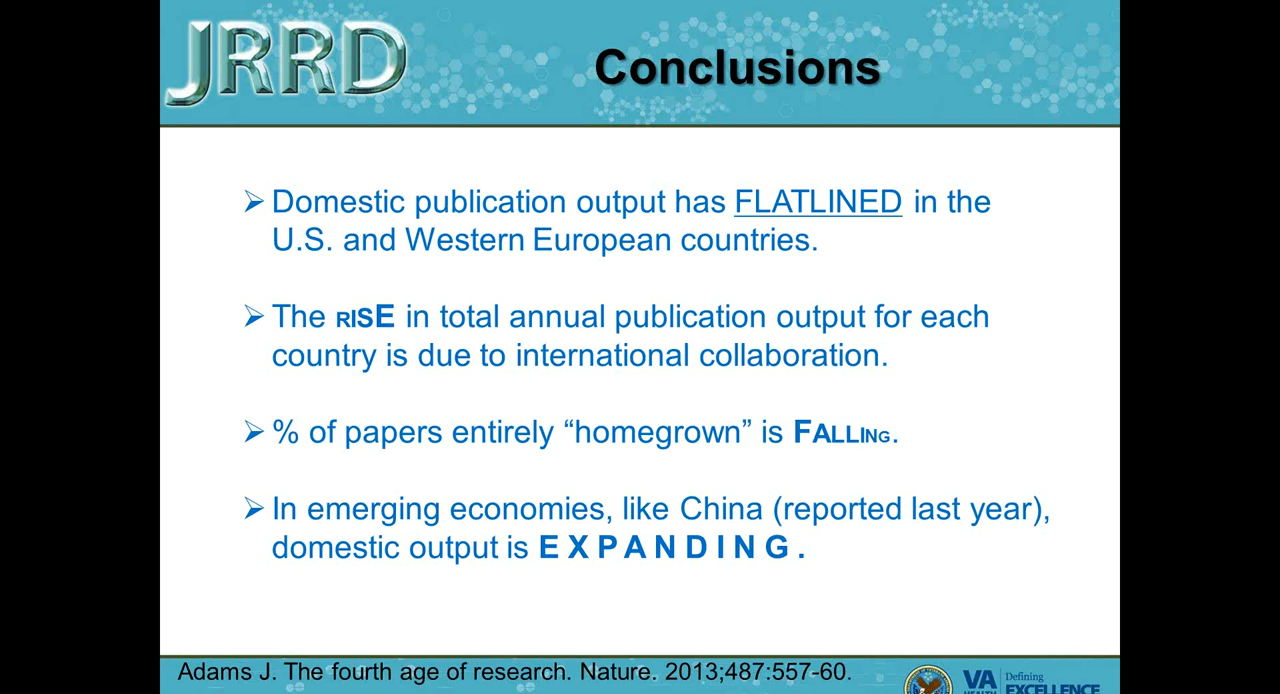 JRRD
Conclusions
➢ Domestic publication output has FLATLINED in the
U.S. and Western European countries.
➢ The RISE in total annual publication output for each
country is due to international collaboration.
➢ % of papers entirely “homegrown” is FALLING.
➢ In emerging economies, like China (reported last year),
domestic output is E X P A N D I N G .
Adams J. The fourth age of research. Nature. 2013;487:557-60.
VA
HEALTH
Defining
EXCELLENCE